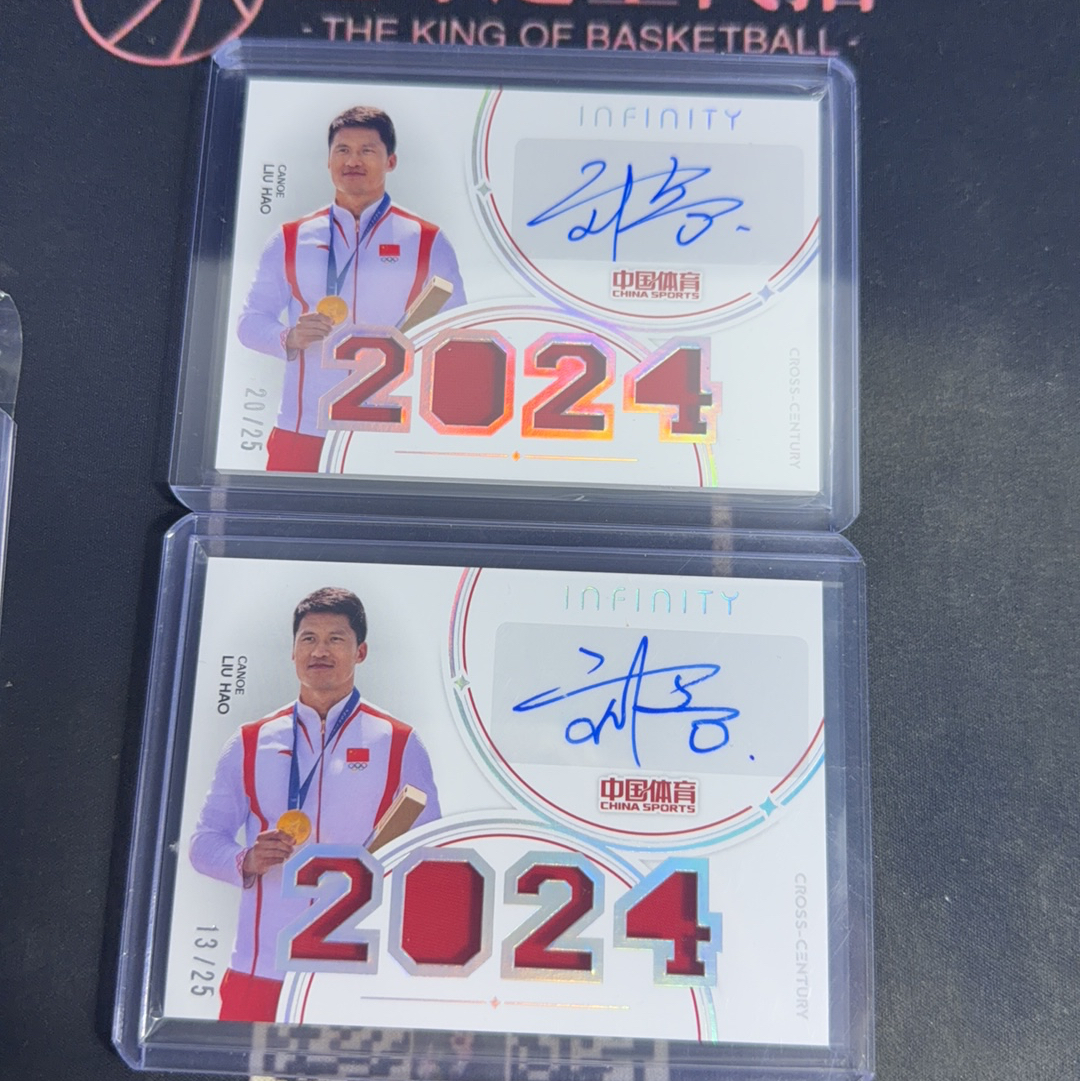 - THE KING OF BASKETBALL -
INFINITY
CANOE
LIU HAO
中国体育
CHINA SPORTS
2024
20/25
CROSS-CENTURY
INFINITY
CANOE
LIU HAO
中国体育
CHINA SPORTS
2024
13/25
CROSS-CENTURY